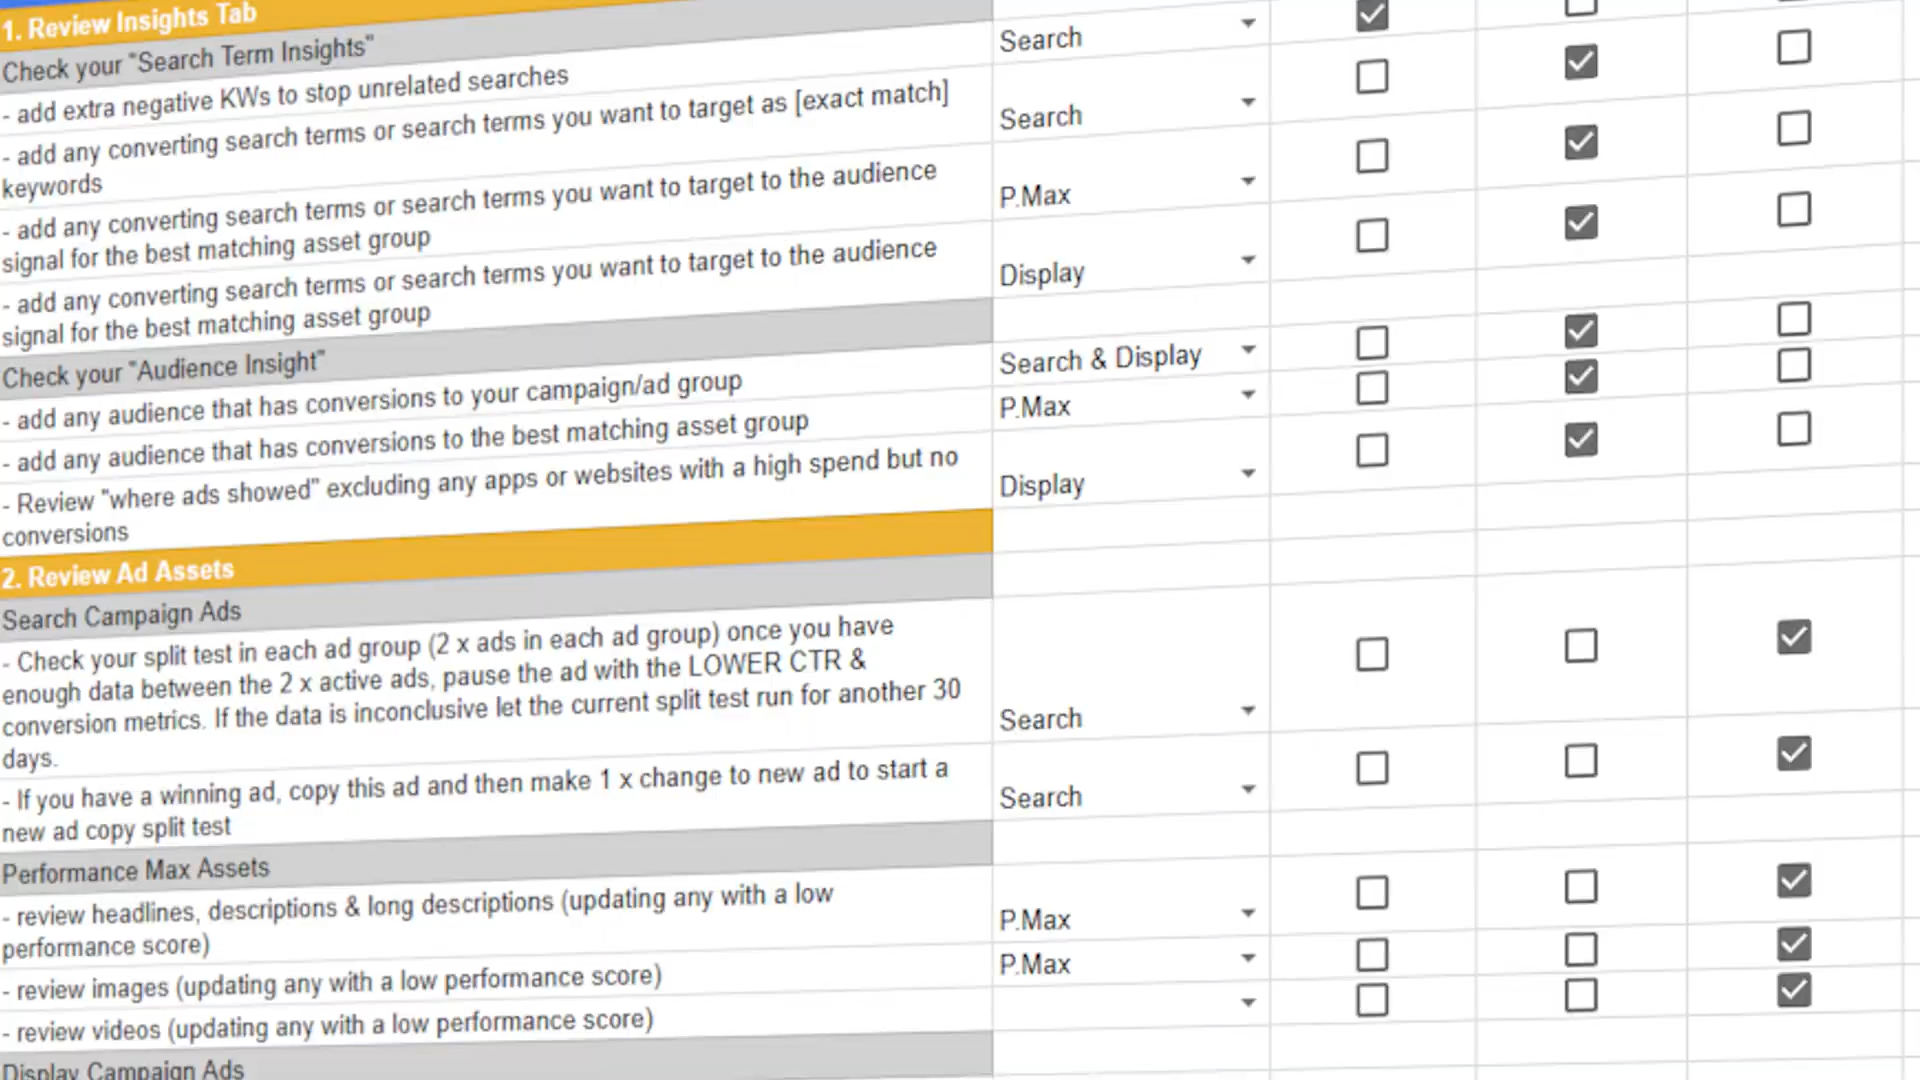 1. Review Insights Tab
Check your "Search Term Insights"
- add extra negative KWs to stop unrelated searches
Search
- add any converting search terms or search terms you want to target as [exact match]
keywords
Search
- add any converting search terms or search terms you want to target to the audience
signal for the best matching asset group
P.Max
- add any converting search terms or search terms you want to target to the audience
signal for the best matching asset group
Display
Check your "Audience Insight"
- add any audience that has conversions to your campaign/ad group
Search & Display
- add any audience that has conversions to the best matching asset group
P.Max
- Review "where ads showed" excluding any apps or websites with a high spend but no
conversions
Display
2. Review Ad Assets
Search Campaign Ads
- Check your split test in each ad group (2 x ads in each ad group) once you have
enough data between the 2 x active ads, pause the ad with the LOWER CTR &
conversion metrics. If the data is inconclusive let the current split test run for another 30
days.
Search
- If you have a winning ad, copy this ad and then make 1 x change to new ad to start a
new ad copy split test
Search
Performance Max Assets
- review headlines, descriptions & long descriptions (updating any with a low
performance score)
P.Max
- review images (updating any with a low performance score)
P.Max
- review videos (updating any with a low performance score)
Display Campaign Ads